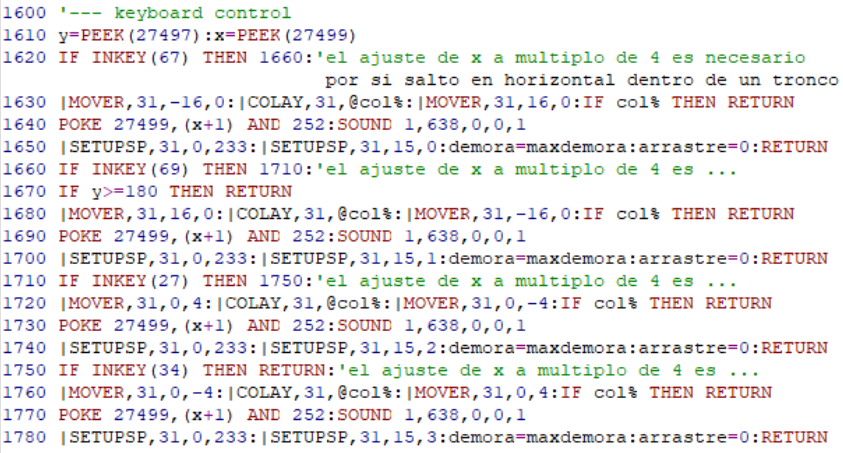 1600 '--- keyboard control
1610 y=PEEK(27497):x=PEEK(27499)
1620 IF INKEY(67) THEN 1660:'el ajuste de x a multiplo de 4 es necesario
por si salto en horizontal dentro de un tronco
1630 |MOVER,31,-16,0:|COLAY,31,@col%:|MOVER,31,16,0:IF col% THEN RETURN
1640 POKE 27499,(x+1) AND 252:SOUND 1,638,0,0,1
1650 |SETUPSP,31,0,233:|SETUPSP,31,15,0:demora=maxdemora:arrastre=0:RETURN
1660 IF INKEY(69) THEN 1710:'el ajuste de x a multiplo de 4 es ...
1670 IF y>=180 THEN RETURN
1680 |MOVER,31,16,0:|COLAY,31,@col%:|MOVER,31,-16,0:IF col% THEN RETURN
1690 POKE 27499,(x+1) AND 252:SOUND 1,638,0,0,1
1700 |SETUPSP,31,0,233:|SETUPSP,31,15,1:demora=maxdemora:arrastre=0:RETURN
1710 IF INKEY(27) THEN 1750:'el ajuste de x a multiplo de 4 es ...
1720 |MOVER,31,0,4:|COLAY,31,@col%:|MOVER,31,0,-4:IF col% THEN RETURN
1730 POKE 27499,(x+1) AND 252:SOUND 1,638,0,0,1
1740 |SETUPSP,31,0,233:|SETUPSP,31,15,2:demora=maxdemora:arrastre=0:RETURN
1750 IF INKEY(34) THEN RETURN:'el ajuste de x a multiplo de 4 es ...
1760 |MOVER,31,0,-4:|COLAY,31,@col%:|MOVER,31,0,4:IF col% THEN RETURN
1770 POKE 27499,(x+1) AND 252:SOUND 1,638,0,0,1
1780 |SETUPSP,31,0,233:|SETUPSP,31,15,3:demora=maxdemora:arrastre=0:RETURN